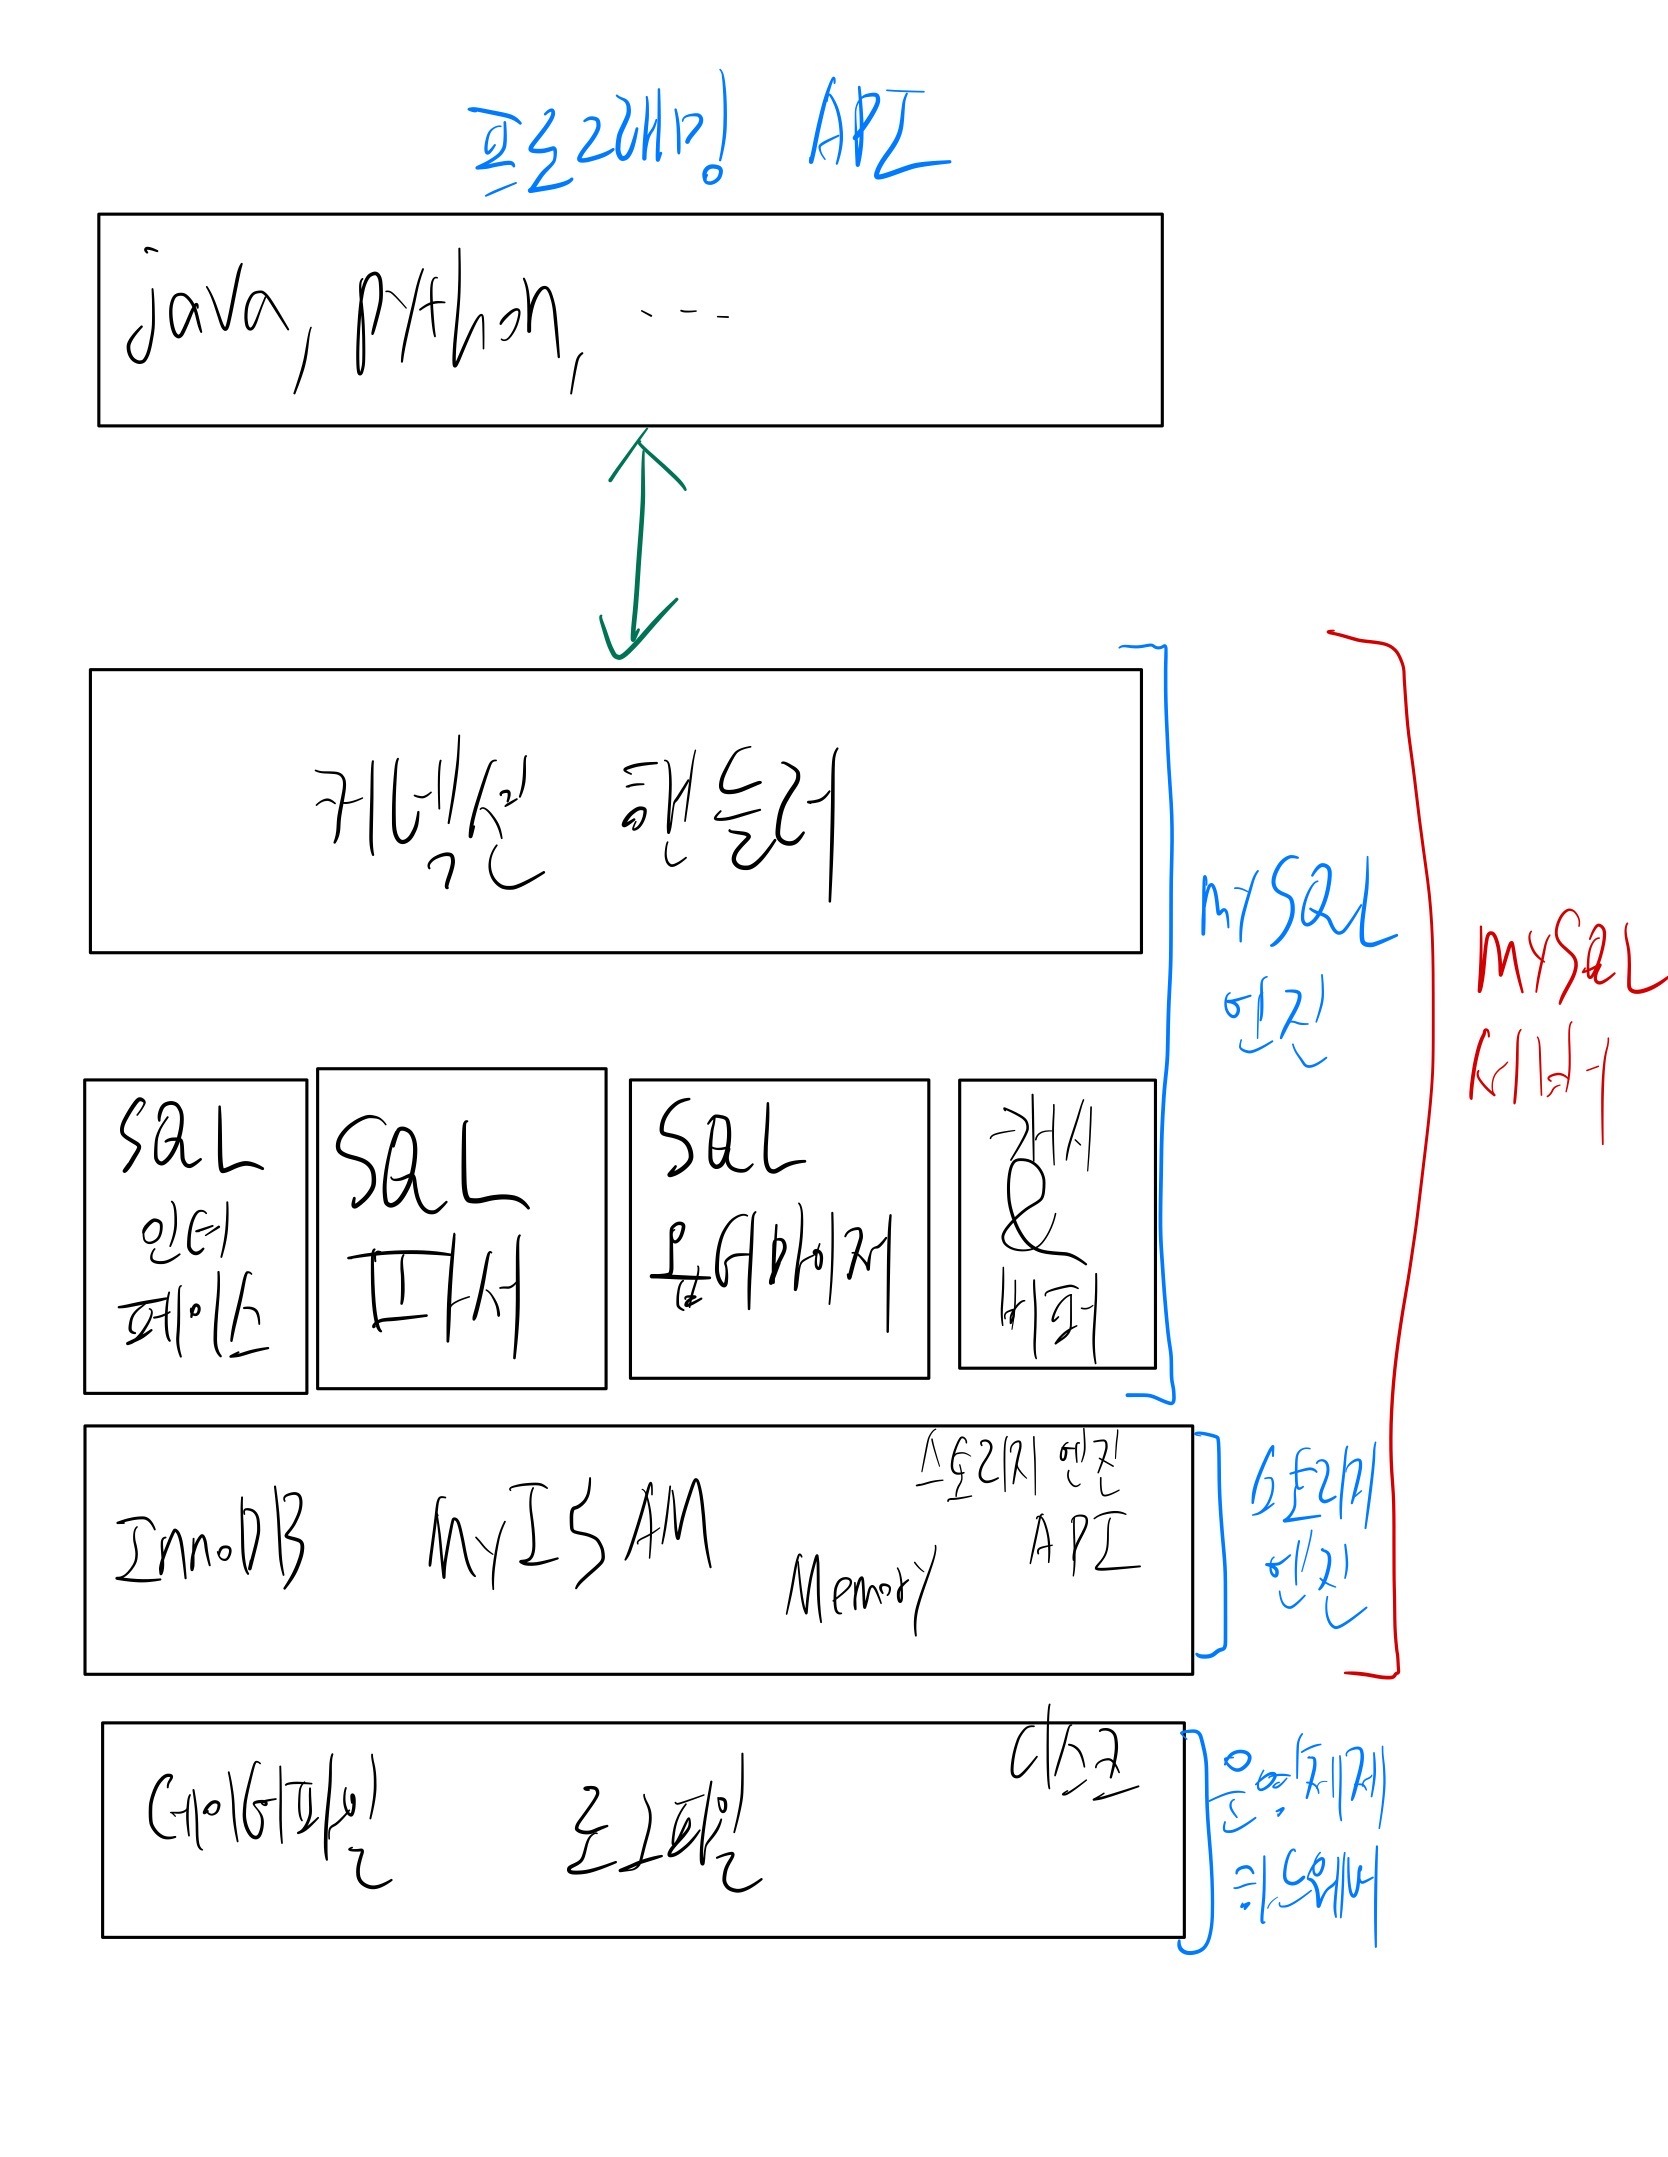 프로그래밍 API
java, python, ...
커넥션 핸들러
MySQL
엔진
MySQL
서버
SQL
인터
페이스
SQL
파서
SQL
옵티마이저
캐시
&
버퍼
InnoDB
MyISAM
Memory
스토리지 엔진
API
스토리지
엔진
데이터파일
로그파일
디스크
운영체제
하드웨어